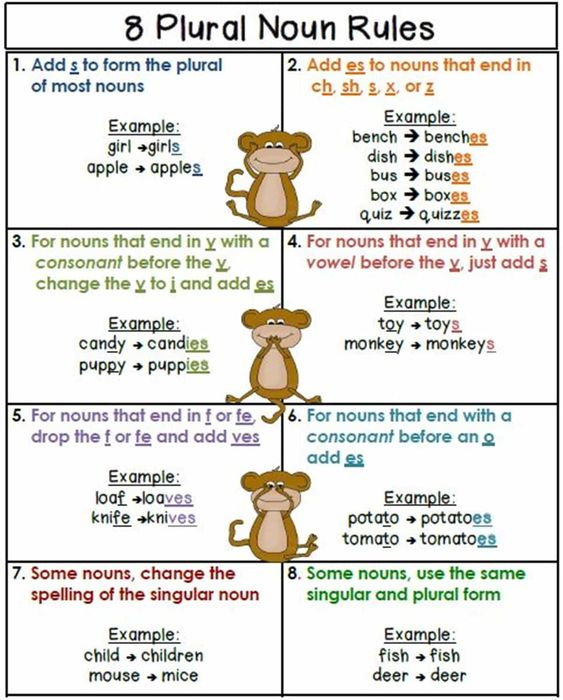 8 Plural Noun Rules
1. Add s to form the plural
of most nouns
Example:
girl → girls
apple → apples
2. Add es to nouns that end in
ch, sh, s, x, or z
Example:
bench → benches
dish → dishes
bus → buses
box → boxes
quiz → quizzes
3. For nouns that end in y with a
consonant before the y,
change the y to i and add es
Example:
candy → candies
puppy → puppies
4. For nouns that end in y with a
vowel before the y, just add s
Example:
toy → toys
monkey → monkeys
5. For nouns that end in f or fe,
drop the f or fe and add ves
Example:
loaf → loaves
knife → knives
6. For nouns that end with a
consonant before an o
add es
Example:
potato → potatoes
tomato → tomatoes
7. Some nouns, change the
spelling of the singular noun
Example:
child → children
mouse → mice
8. Some nouns, use the same
singular and plural form
Example:
fish → fish
deer → deer